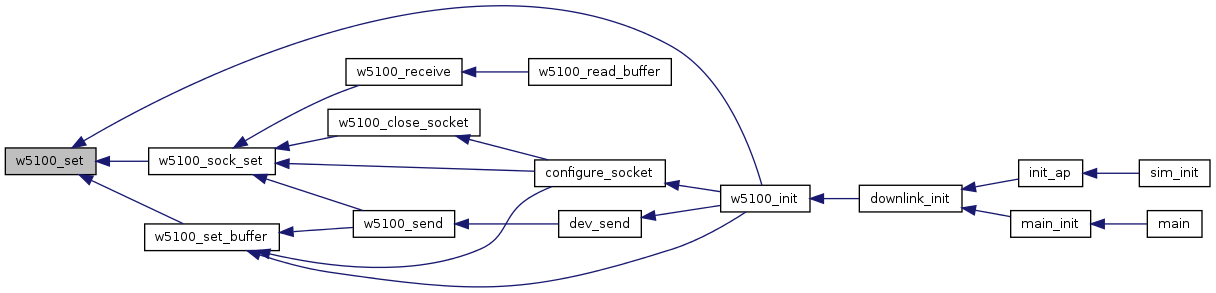 w5100_set
w5100_sock_set
w5100_set_buffer
w5100_receive
w5100_close_socket
w5100_send
w5100_read_buffer
configure_socket
dev_send
w5100_init
downlink_init
init_ap
main_init
sim_init
main